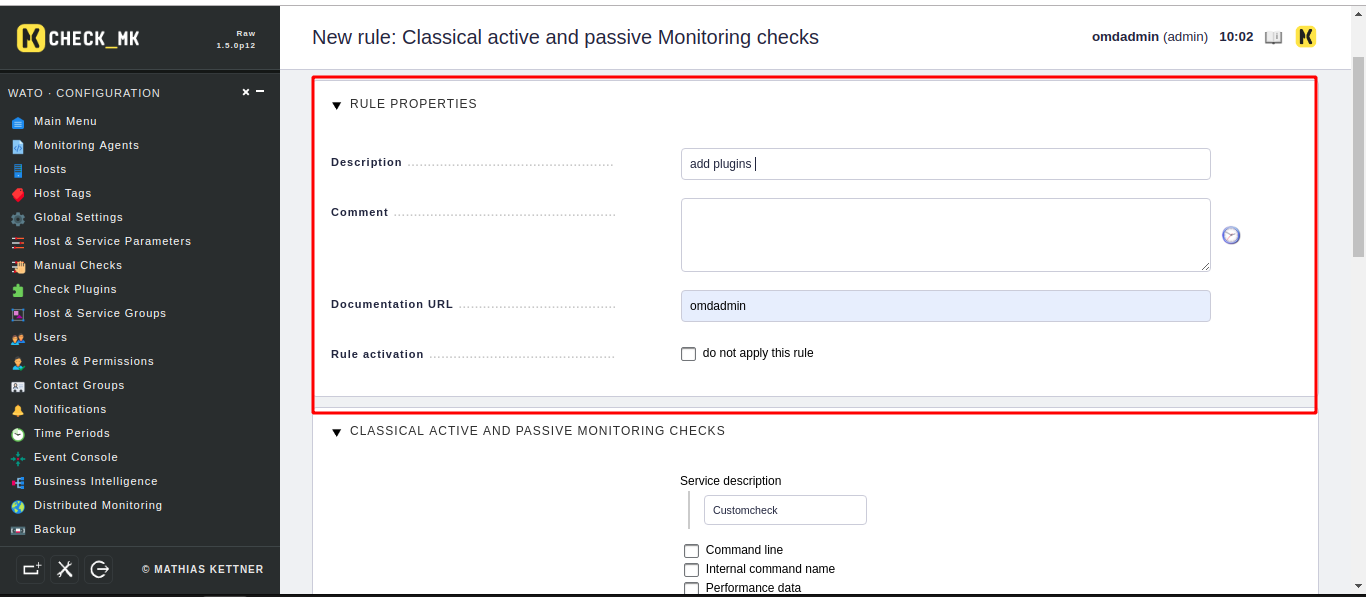 CHECK_MK
Raw
1.5.0p12
New rule: Classical active and passive Monitoring checks
omdadmin (admin) 10:02
WATO · CONFIGURATION
Main Menu
Monitoring Agents
Hosts
Host Tags
Global Settings
Host & Service Parameters
Manual Checks
Check Plugins
Host & Service Groups
Users
Roles & Permissions
Contact Groups
Notifications
Time Periods
Event Console
Business Intelligence
Distributed Monitoring
Backup
© MATHIAS KETTNER
RULE PROPERTIES
Description
add plugins
Comment
Documentation URL
omdadmin
Rule activation
do not apply this rule
CLASSICAL ACTIVE AND PASSIVE MONITORING CHECKS
Service description
Customcheck
Command line
Internal command name
Performance data